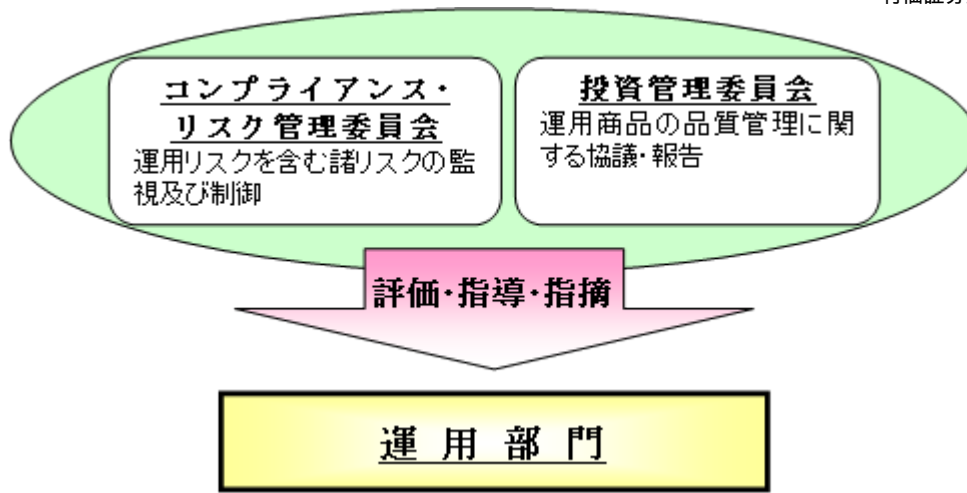 コンプライアンス・
リスク管理委員会
運用リスクを含む諸リスクの監
視及び制御
投資管理委員会
運用商品の品質管理に関
する協議・報告
評価・指導・指摘
運用部門